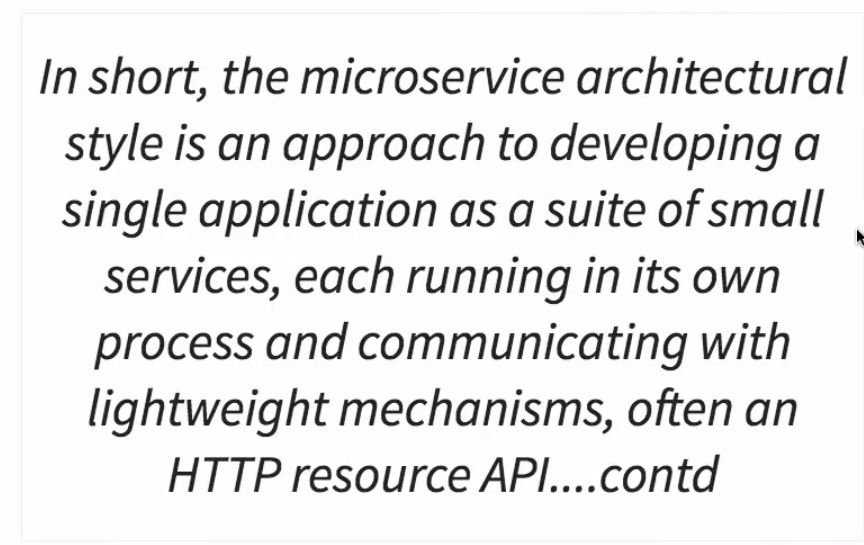 In short, the microservice architectural
style is an approach to developing a
single application as a suite of small
services, each running in its own
process and communicating with
lightweight mechanisms, often an
HTTP resource API....contd